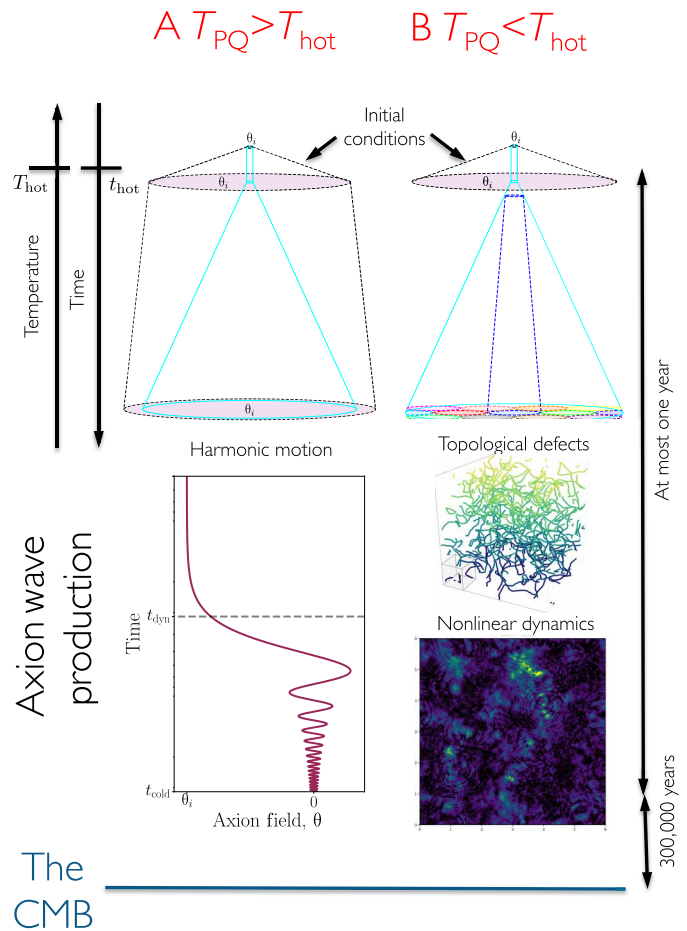 A T_PQ>T_hot
B T_PQ<T_hot
Initial
conditions
θ_i
θ_i
T_hot
t_hot
θ_i
θ_i
Temperature
Time
θ_i
At most one year
Harmonic motion
Topological defects
Axion wave
production
Time
t_dyn
t_cold
θ_i
0
Axion field, θ
Nonlinear dynamics
300,000 years
The
CMB